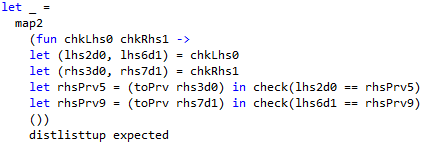 let _ =
  map2
    (fun chkLhs0 chkRhs1 ->
    let (lhs2d0, lhs6d1) = chkLhs0
    let (rhs3d0, rhs7d1) = chkRhs1
    let rhsPrv5 = (toPrv rhs3d0) in check(lhs2d0 == rhsPrv5)
    let rhsPrv9 = (toPrv rhs7d1) in check(lhs6d1 == rhsPrv9)
    ())
    distlisttup expected